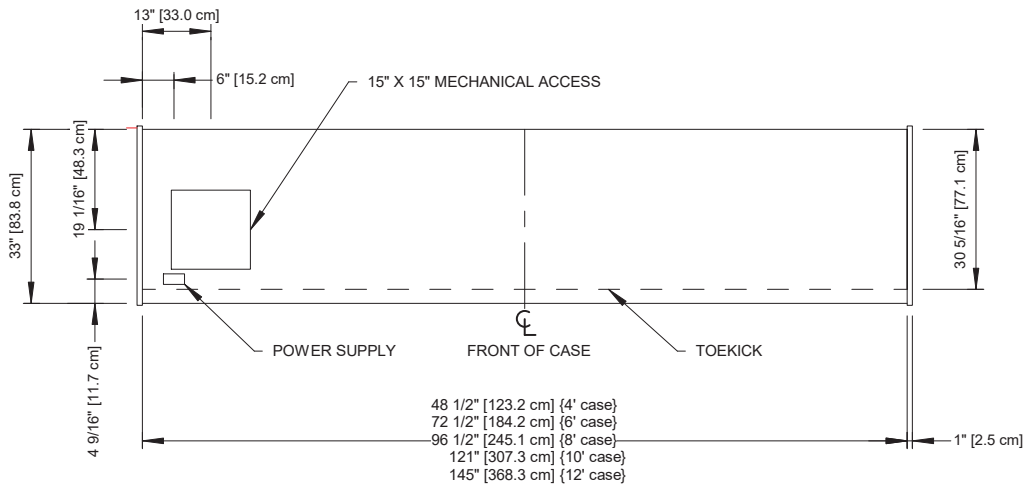 13" [33.0 cm]
6" [15.2 cm]
15" X 15" MECHANICAL ACCESS
33" [83.8 cm]
19 1/16" [48.3 cm]
30 5/16" [77.1 cm]
4 9/16" [11.7 cm]
POWER SUPPLY
℄
FRONT OF CASE
TOEKICK
48 1/2" [123.2 cm] {4' case}
72 1/2" [184.2 cm] {6' case}
96 1/2" [245.1 cm] {8' case}
121" [307.3 cm] {10' case}
145" [368.3 cm] {12' case}
1" [2.5 cm]